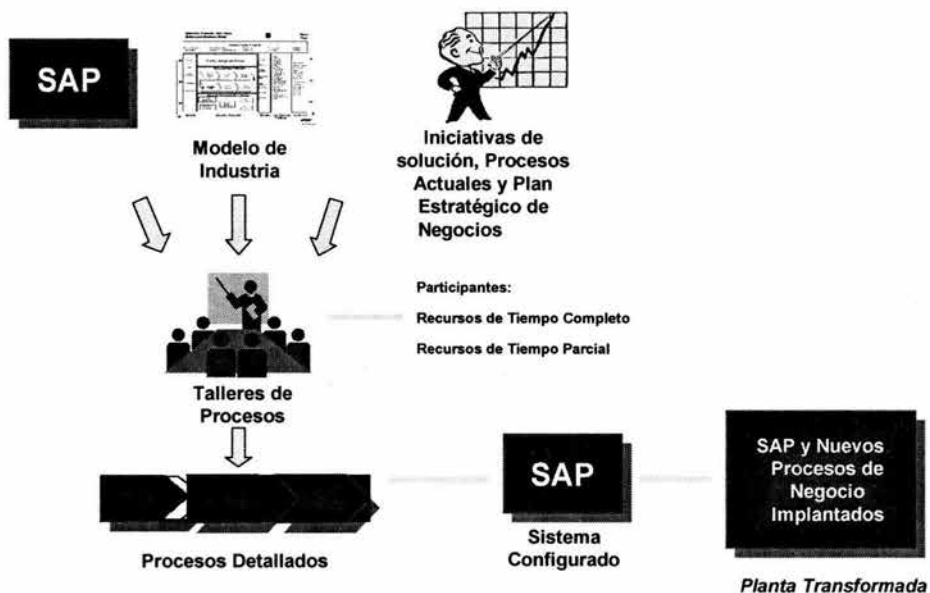 SAP
Modelo de
Industria
Iniciativas de
solución, Procesos
Actuales y Plan
Estratégico de
Negocios
Participantes:
Recursos de Tiempo Completo
Recursos de Tiempo Parcial
Talleres de
Procesos
Procesos Detallados
SAP
Sistema
Configurado
SAP y Nuevos
Procesos de
Negocio
Implantados
Planta Transformada